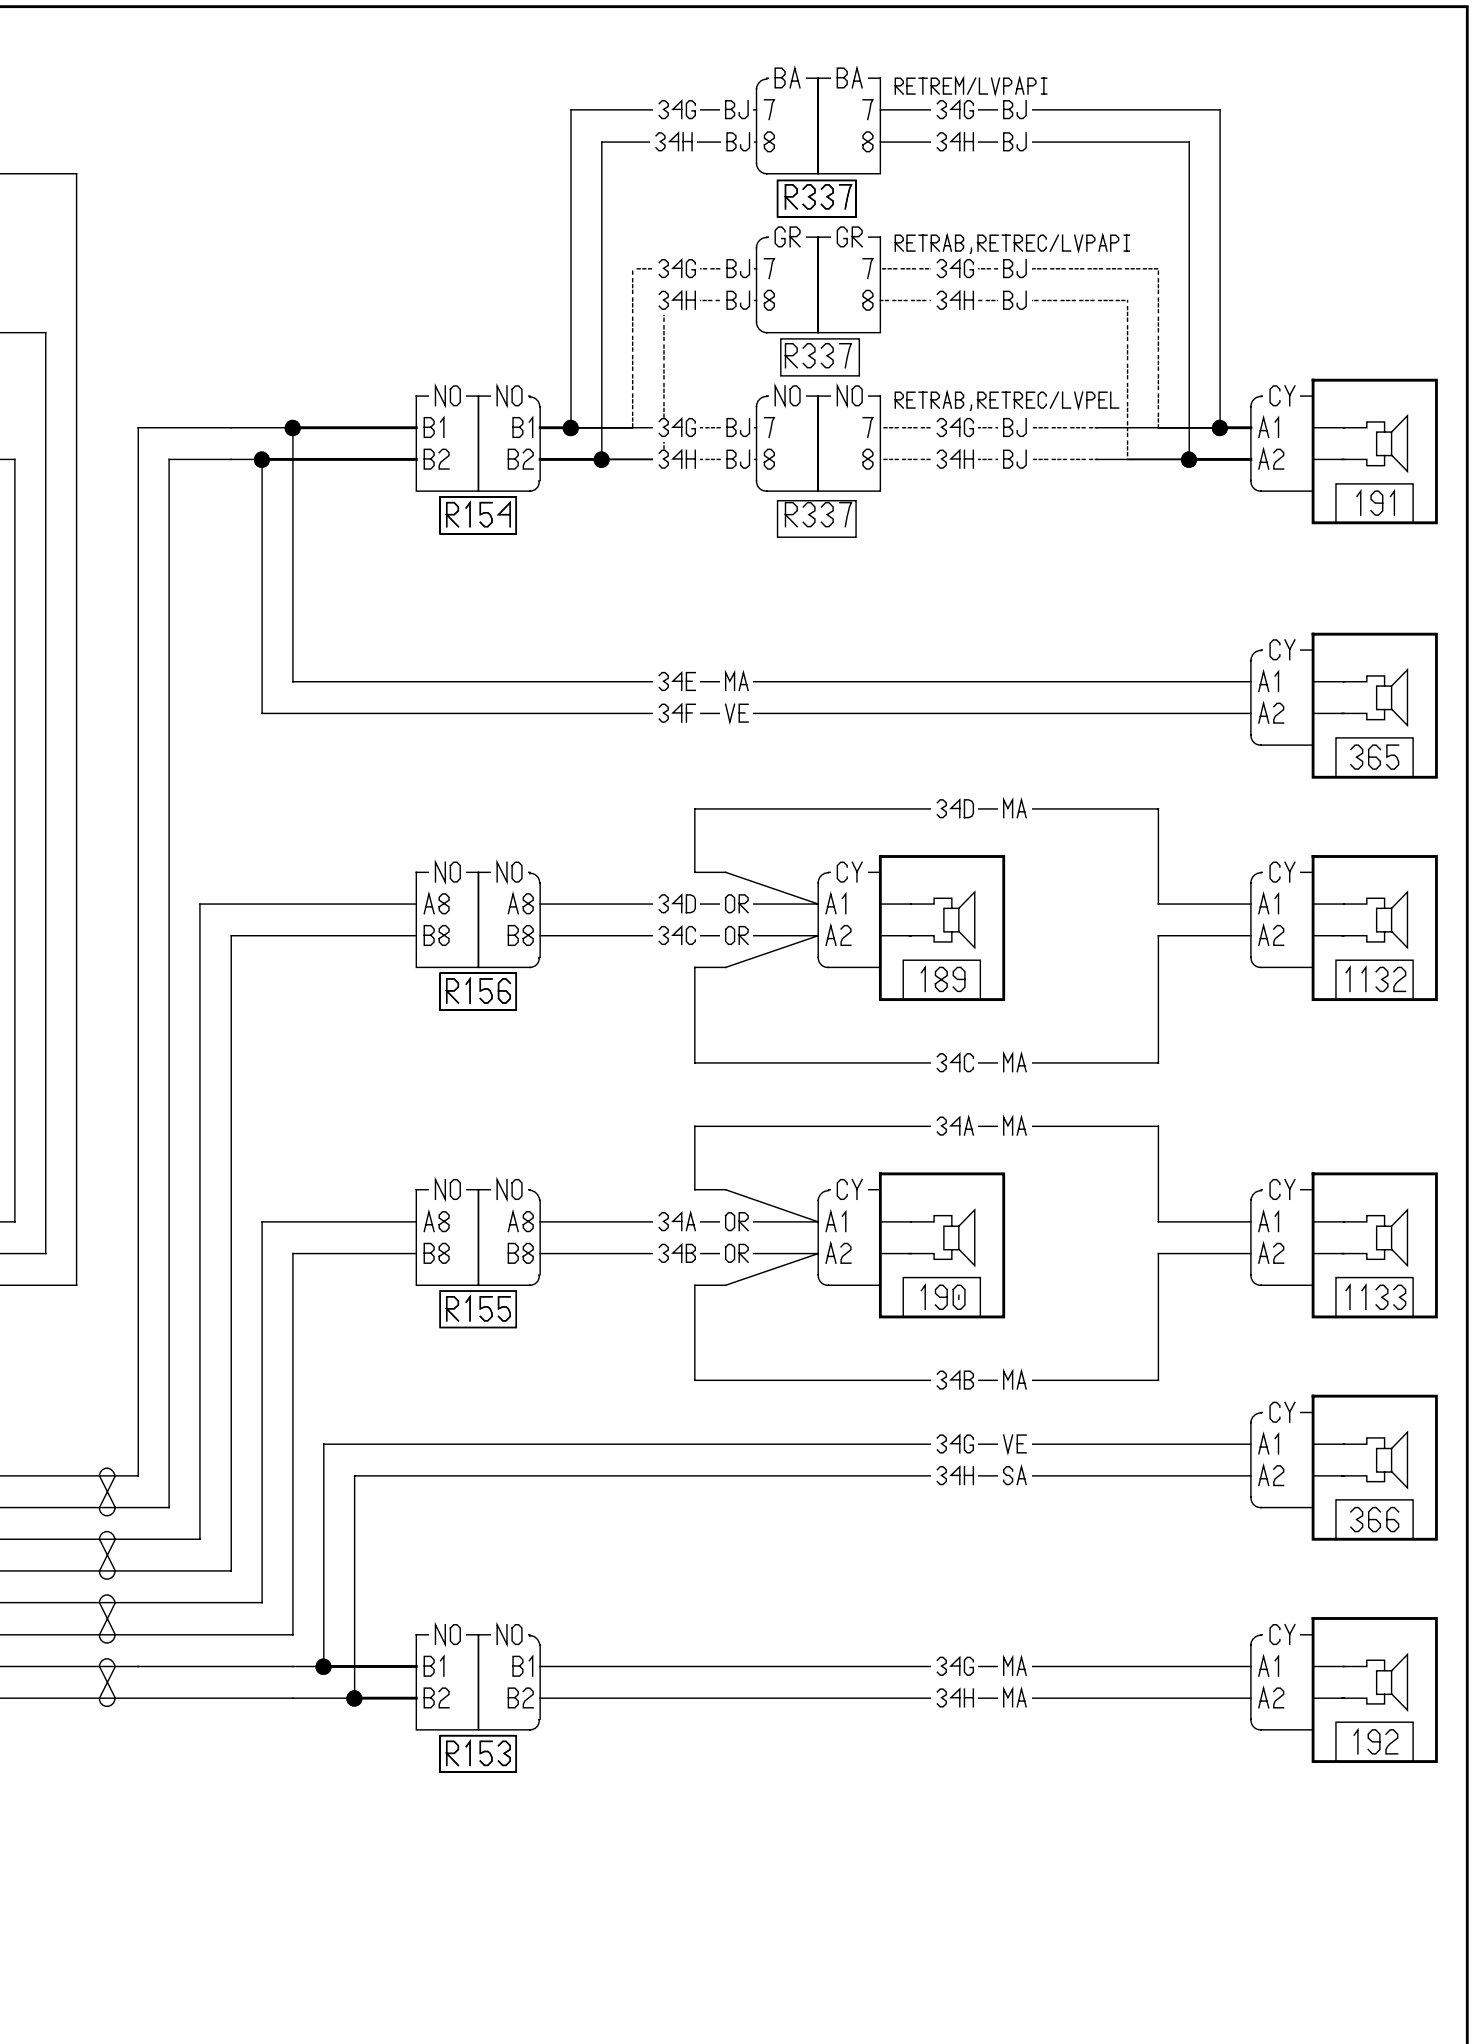 BA BA RETREM/LVPAPI
34G BJ 7 7 34G BJ
34H BJ 8 8 34H BJ
R337
GR GR RETRAB,RETREC/LVPAPI
34G BJ 7 7 34G BJ
34H BJ 8 8 34H BJ
R337
NO NO NO NO RETRAB,RETREC/LVPEL CY
B1 B1 34G BJ 7 7 34G BJ A1
B2 B2 34H BJ 8 8 34H BJ A2
R154 R337 191
CY
34E MA A1
34F VE A2
365
34D MA
NO NO CY CY
A8 A8 34D OR A1 A1
B8 B8 34C OR A2 A2
R156 189 1132
34C MA
34A MA
NO NO CY CY
A8 A8 34A OR A1 A1
B8 B8 34B OR A2 A2
R155 190 1133
34B MA
CY
34G VE A1
34H SA A2
366
NO NO CY
B1 B1 34G MA A1
B2 B2 34H MA A2
R153 192